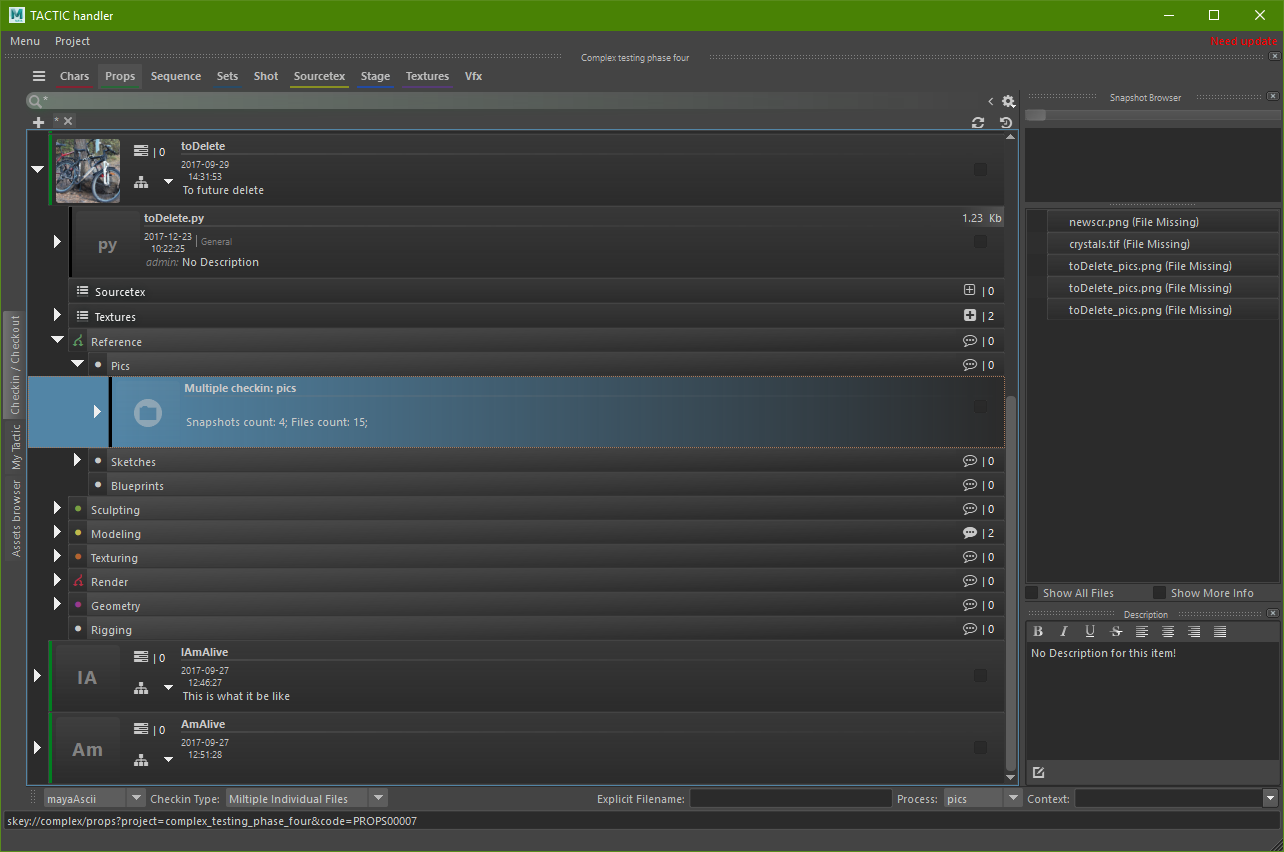 TACTIC handler
Menu Project
Need update
Complex testing phase four
Chars Props Sequence Sets Shot Sourcetex Stage Textures Vfx
*
*
| 0
toDelete
2017-09-29
14:31:53
To future delete
py
toDelete.py
1.23 Kb
2017-12-23
10:22:25
| General
admin: No Description
Sourcetex | 0
Textures | 2
Reference | 0
Pics | 0
Multiple checkin: pics
Snapshots count: 4; Files count: 15;
Sketches | 0
Blueprints | 0
Sculpting | 0
Modeling | 2
Texturing | 0
Render | 0
Geometry | 0
Rigging | 0
IA
| 0
IAmAlive
2017-09-27
12:46:27
This is what it be like
Am
| 0
AmAlive
2017-09-27
12:51:28
Checkin / Checkout
My Tactic
Assets browser
Snapshot Browser
newscr.png (File Missing)
crystals.tif (File Missing)
toDelete_pics.png (File Missing)
toDelete_pics.png (File Missing)
toDelete_pics.png (File Missing)
Show All Files Show More Info
Description
B I U S
No Description for this item!
mayaAscii Checkin Type: Miltiple Individual Files Explicit Filename: Process: pics Context:
skey://complex/props?project=complex_testing_phase_four&code=PROPS00007